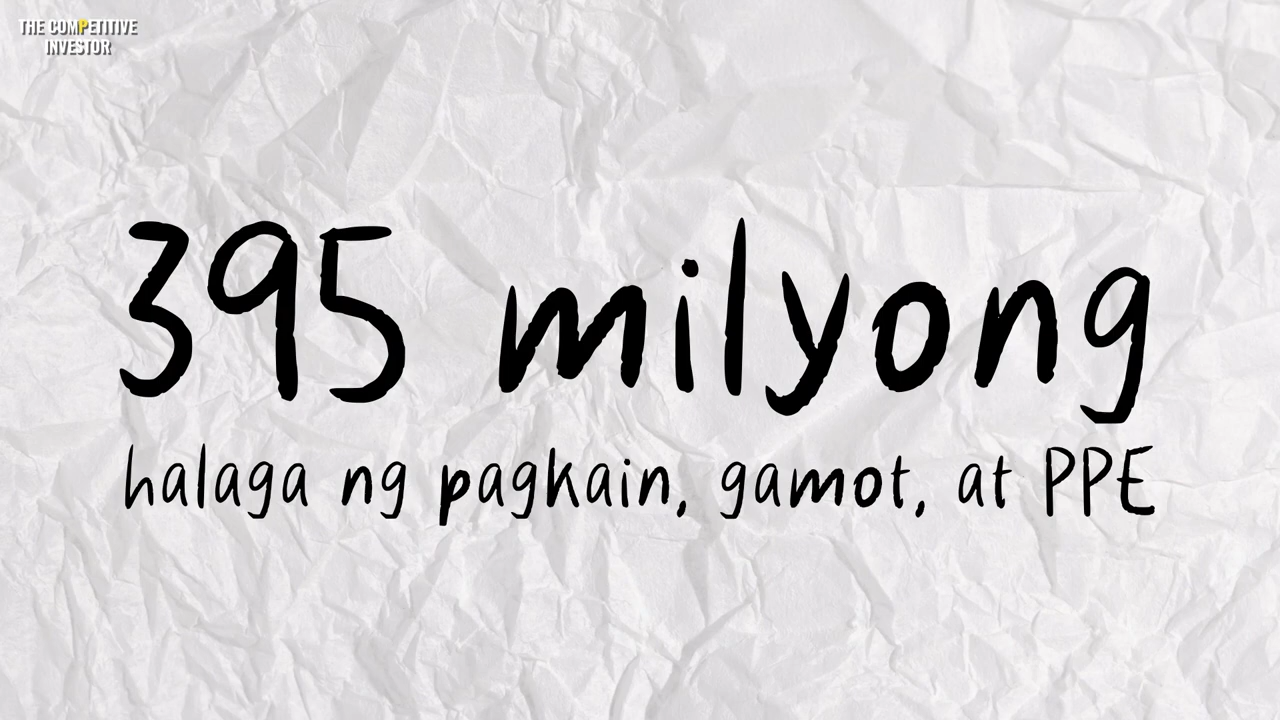 THE COMPETITIVE
INVESTOR
395 milyong
halaga ng pagkain, gamot, at PPE